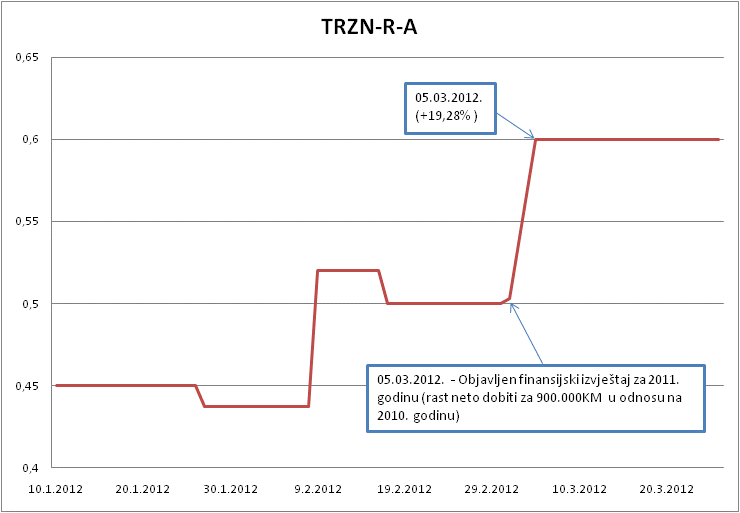 TRZN-R-A
0,65
0,6
0,55
0,5
0,45
0,4
05.03.2012.
(+19,28% )
05.03.2012.  - Objavljen finansijski izvještaj za 2011.
godinu (rast neto dobiti za 900.000KM  u odnosu na
2010. godinu)
10.1.2012 20.1.2012 30.1.2012 9.2.2012 19.2.2012 29.2.2012 10.3.2012 20.3.2012